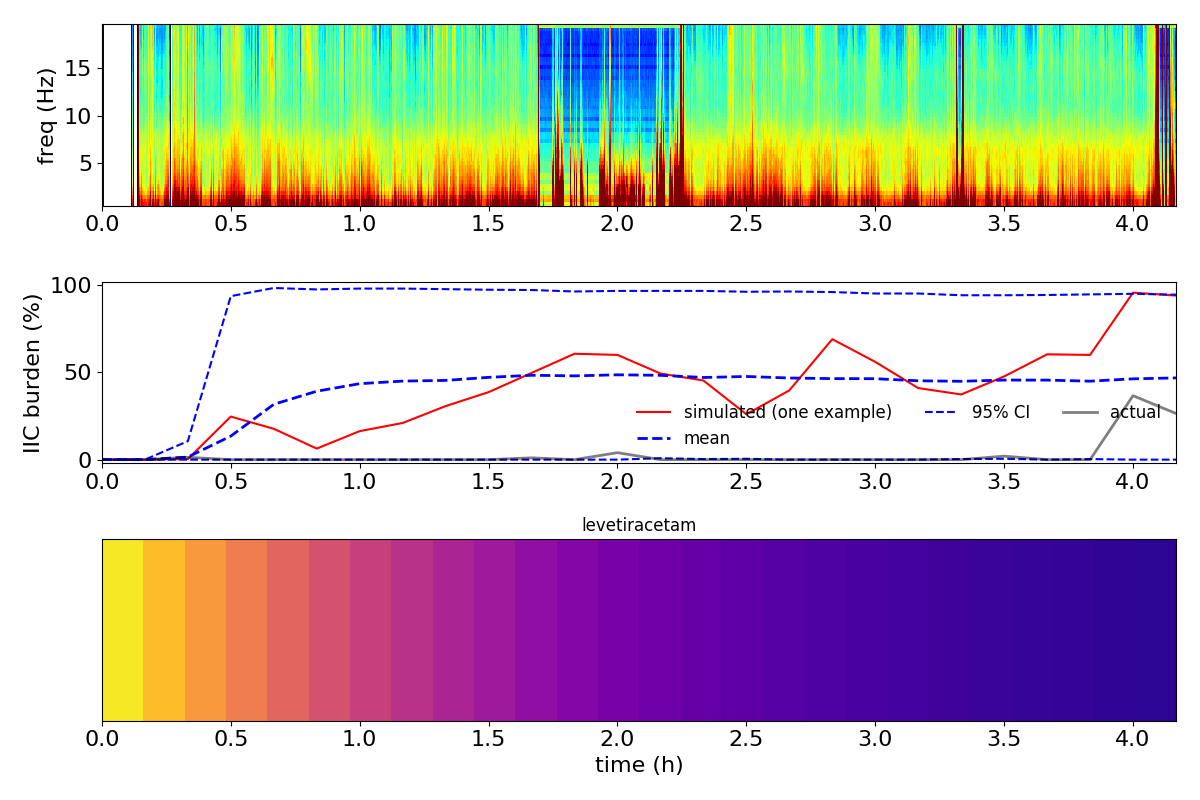 freq (Hz)
15
10
5
0.0 0.5 1.0 1.5 2.0 2.5 3.0 3.5 4.0
IIC burden (%)
100
50
0
simulated (one example) 95% CI actual
mean
0.0 0.5 1.0 1.5 2.0 2.5 3.0 3.5 4.0
levetiracetam
0.0 0.5 1.0 1.5 2.0 2.5 3.0 3.5 4.0
time (h)